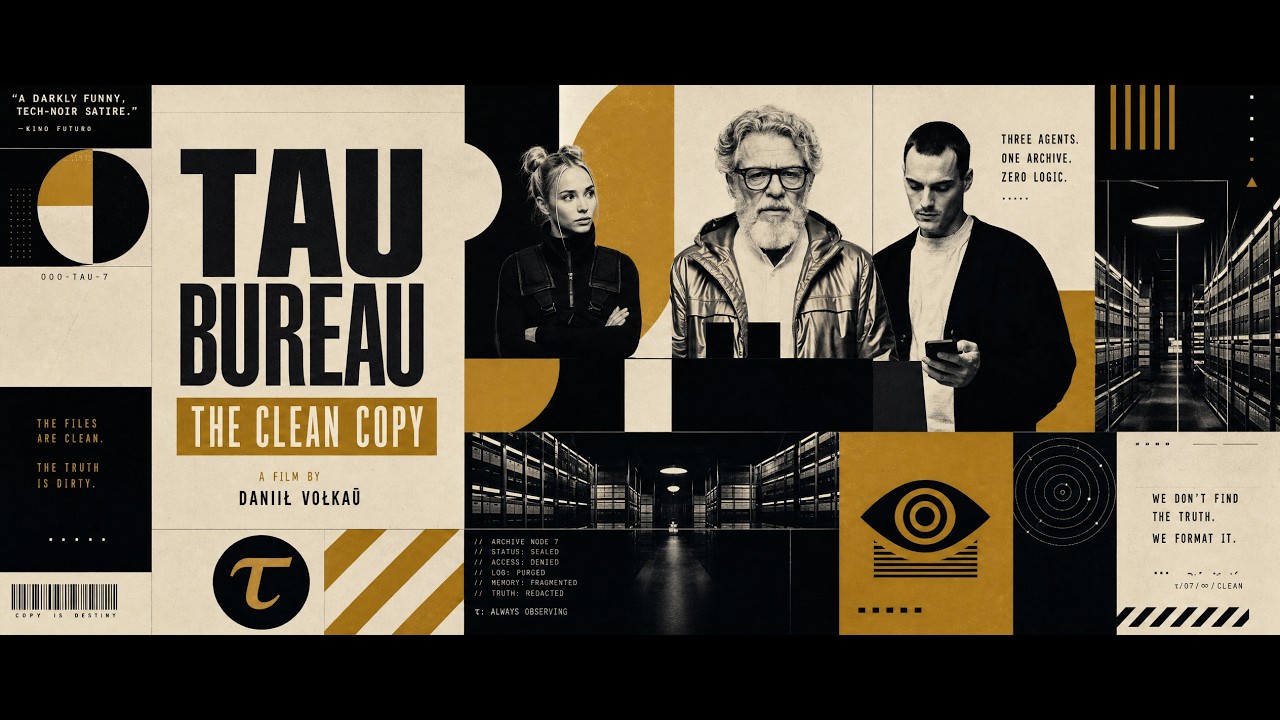 “A DARKLY FUNNY,
TECH-NOIR SATIRE.”
—KINO FUTURO
000-TAU-7
THE FILES
ARE CLEAN.
THE TRUTH
IS DIRTY.
COPY IS DESTINY
TAU
BUREAU
THE CLEAN COPY
A FILM BY
DANIIŁ VOŁKAŪ
τ
THREE AGENTS.
ONE ARCHIVE.
ZERO LOGIC.
// ARCHIVE NODE 7
// STATUS: SEALED
// ACCESS: DENIED
// LOG: PURGED
// MEMORY: FRAGMENTED
// TRUTH: REDACTED
τ: ALWAYS OBSERVING
WE DON’T FIND
THE TRUTH.
WE FORMAT IT.
τ/07/∞/CLEAN